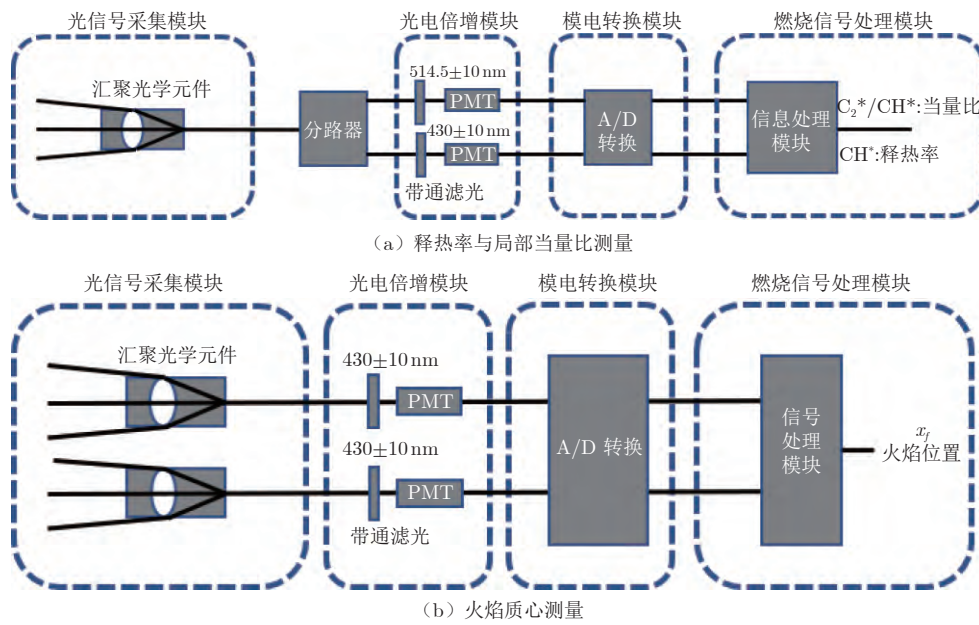 光信号采集模块
光电倍增模块
模电转换模块
燃烧信号处理模块
汇聚光学元件
分路器
514.5±10 nm
PMT
430±10 nm
PMT
带通滤光
A/D
转换
信息处理
模块
C₂*/CH*:当量比
CH*:释热率
（a）释热率与局部当量比测量
光信号采集模块
光电倍增模块
模电转换模块
燃烧信号处理模块
汇聚光学元件
430±10 nm
PMT
430±10 nm
PMT
带通滤光
A/D 转换
信号
处理
模块
x_f
火焰位置
（b）火焰质心测量